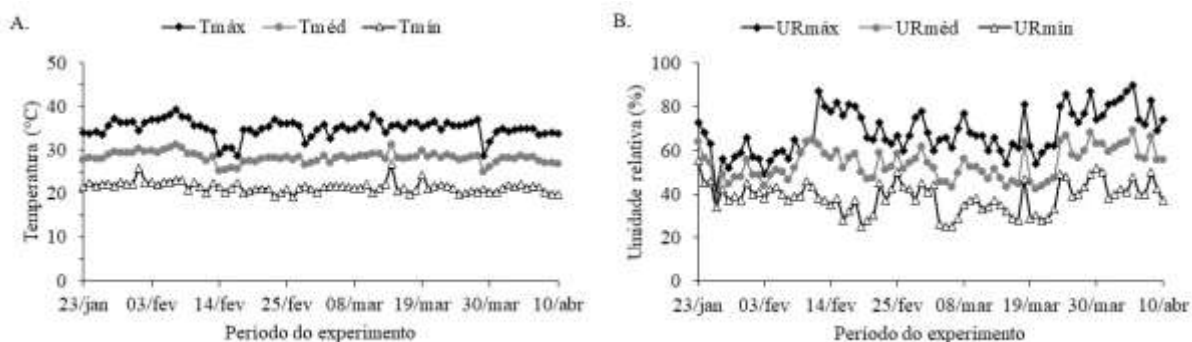 A.
Tmáx Tméd Tmín
50
40
30
20
10
0
Temperatura (°C)
23/jan 03/fev 14/fev 25/fev 08/mar 19/mar 30/mar 10/abr
Período do experimento
B.
URmáx URméd URmín
100
80
60
40
20
0
Umidade relativa (%)
23/jan 03/fev 14/fev 25/fev 08/mar 19/mar 30/mar 10/abr
Período do experimento